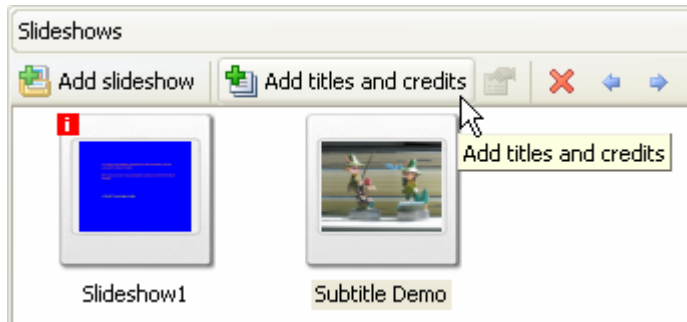 Slideshows
Add slideshow Add titles and credits
Add titles and credits
Slideshow1 Subtitle Demo